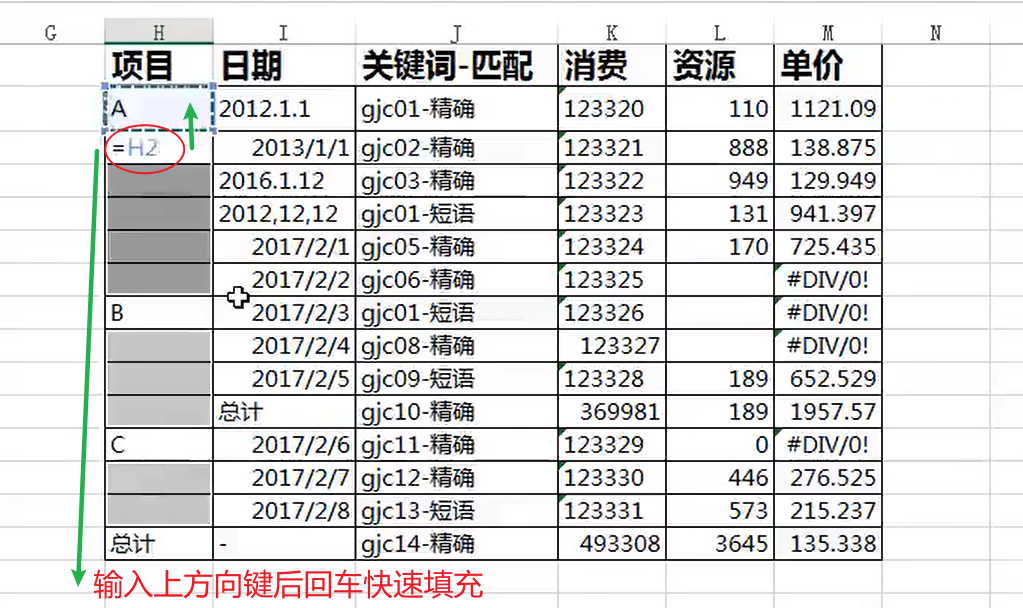 G H I J K L M N
项目 日期 关键词-匹配 消费 资源 单价
A 2012.1.1 gjc01-精确 123320 110 1121.09
=H2 2013/1/1 gjc02-精确 123321 888 138.875
2016.1.12 gjc03-精确 123322 949 129.949
2012,12,12 gjc01-短语 123323 131 941.397
2017/2/1 gjc05-精确 123324 170 725.435
2017/2/2 gjc06-精确 123325 #DIV/0!
B 2017/2/3 gjc01-短语 123326 #DIV/0!
2017/2/4 gjc08-精确 123327 #DIV/0!
2017/2/5 gjc09-短语 123328 189 652.529
总计 gjc10-精确 369981 189 1957.57
C 2017/2/6 gjc11-精确 123329 0 #DIV/0!
2017/2/7 gjc12-精确 123330 446 276.525
2017/2/8 gjc13-短语 123331 573 215.237
总计 - gjc14-精确 493308 3645 135.338
输入上方向键后回车快速填充